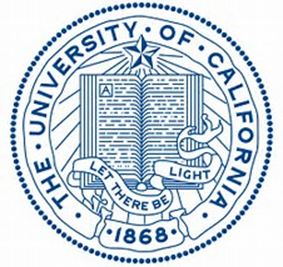 · THE · UNIVERSITY · OF · CALIFORNIA ·
A
LET THERE BE
LIGHT
· 1868 ·